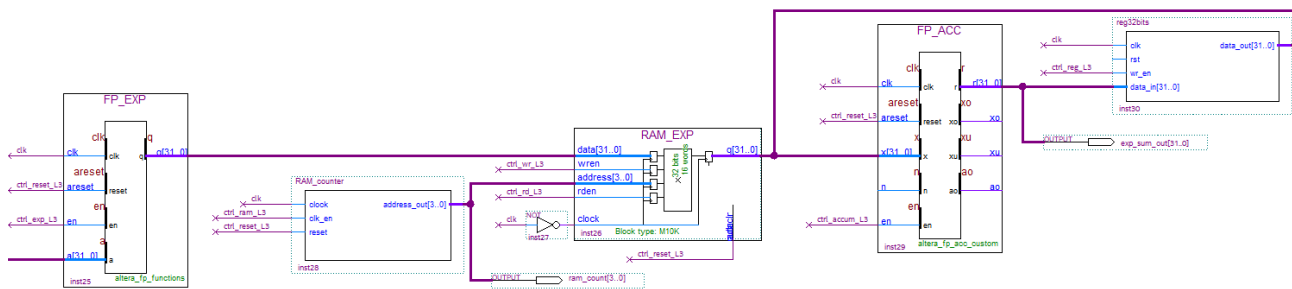 FP_EXP
clk
q
clk
clk
clk
q
q[31..0]
areset
ctrl_reset_L3
areset
reset
en
ctrl_exp_L3
en
en
a
a[31..0]
a
inst25
altera_fp_functions
RAM_counter
clk
clock
address_out[3..0]
ctrl_ram_L3
clk_en
ctrl_reset_L3
reset
inst28
OUTPUT
ram_count[3..0]
RAM_EXP
data[31..0]
q[31..0]
ctrl_wr_L3
wren
address[3..0]
ctrl_rd_L3
rden
32 bits
16 words
clk
NOT
inst27
clock
inst26
Block type: M10K
aclr
ctrl_reset_L3
FP_ACC
clk
r
clk
clk
clk
r
r[31..0]
areset
xo
ctrl_reset_L3
areset
reset
xo
xo
x
xu
x[31..0]
x
xu
xu
n
ao
n
n
ao
ao
en
ctrl_accum_L3
en
en
inst29
altera_fp_acc_custom
reg32bits
clk
clk
data_out[31..0]
rst
ctrl_reg_L3
wr_en
data_in[31..0]
inst30
OUTPUT
exp_sum_out[31..0]